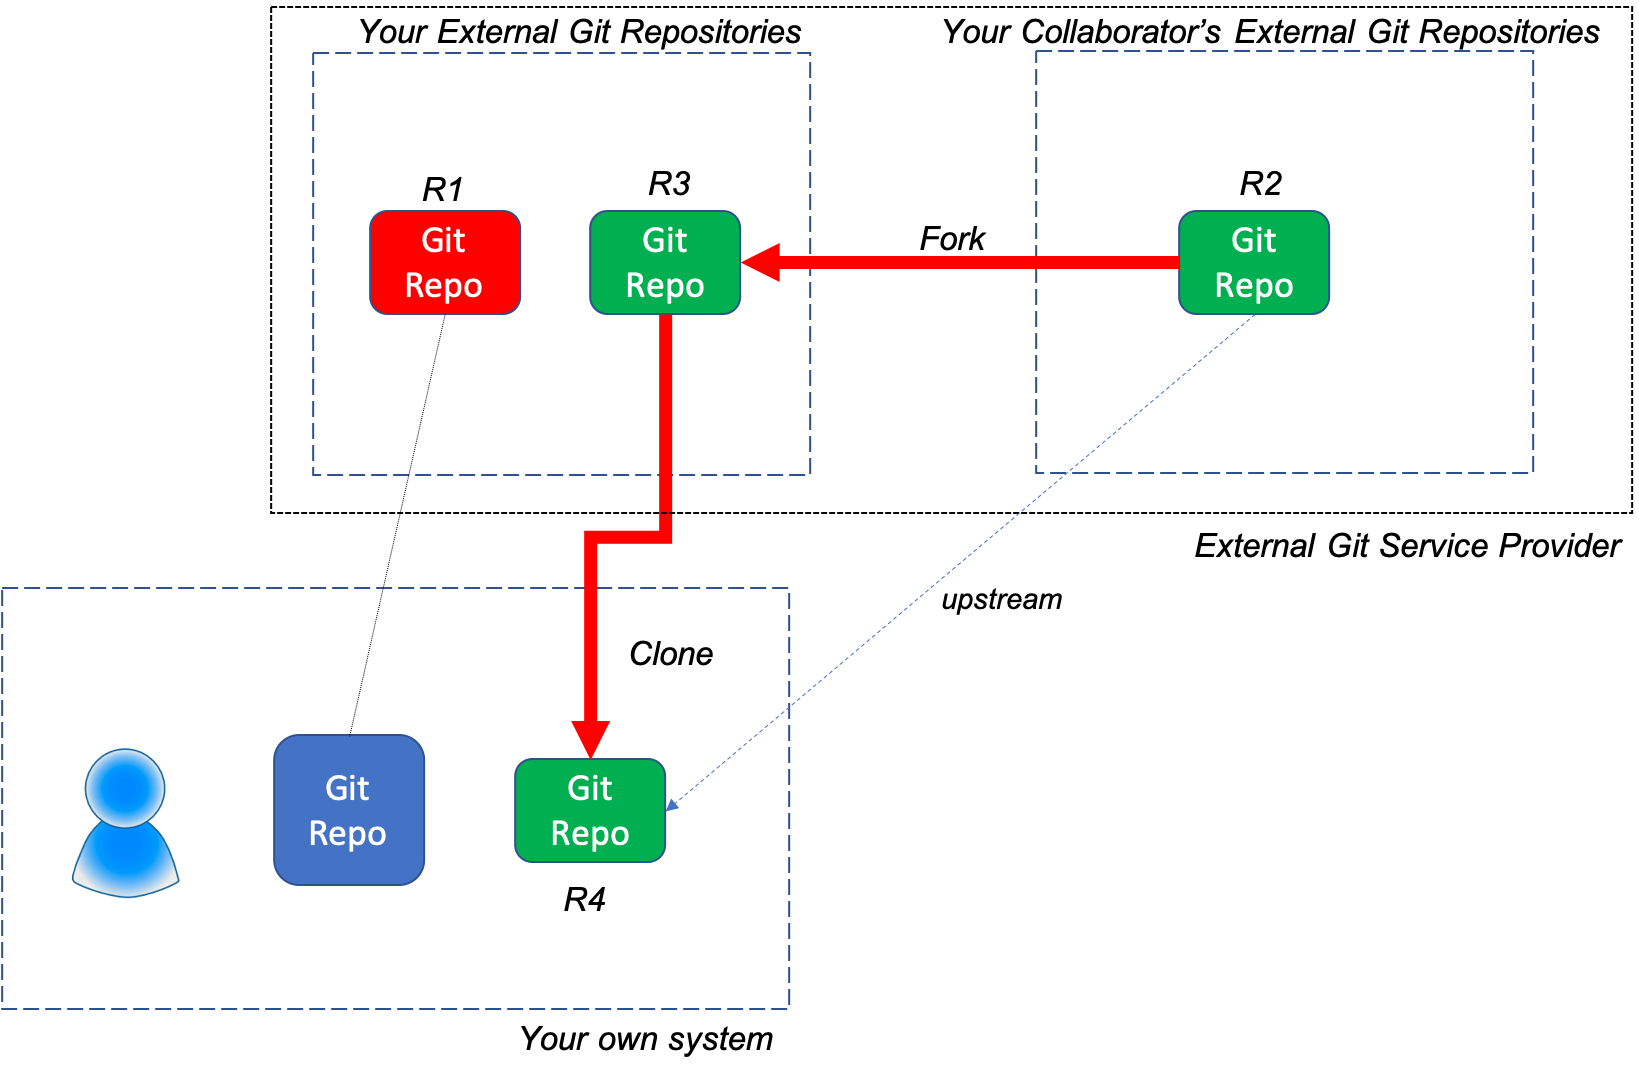 Your External Git Repositories
Your Collaborator's External Git Repositories
R1
R3
R2
Git
Repo
Git
Repo
Fork
Git
Repo
External Git Service Provider
upstream
Clone
Git
Repo
Git
Repo
R4
Your own system